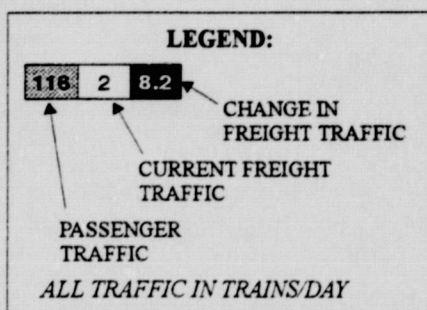 LEGEND:
116 2 8.2
CHANGE IN
FREIGHT TRAFFIC
CURRENT FREIGHT
TRAFFIC
PASSENGER
TRAFFIC
ALL TRAFFIC IN TRAINS/DAY